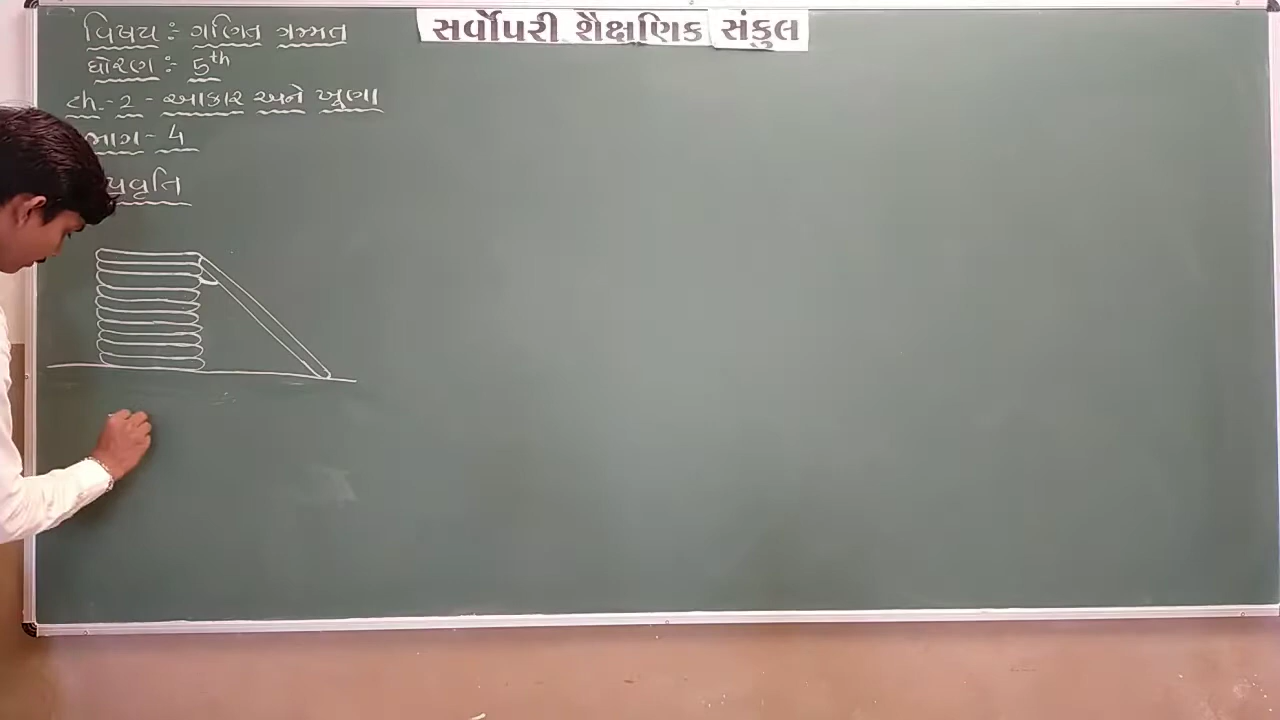 સર્વોપરી શૈક્ષણિક સંકુલ
વિષય :- ગણિત ગમ્મત
ધોરણ :- 5th
ch. - 2 - આકાર અને ખૂણા
ભાગ - 4
પ્રવૃતિ